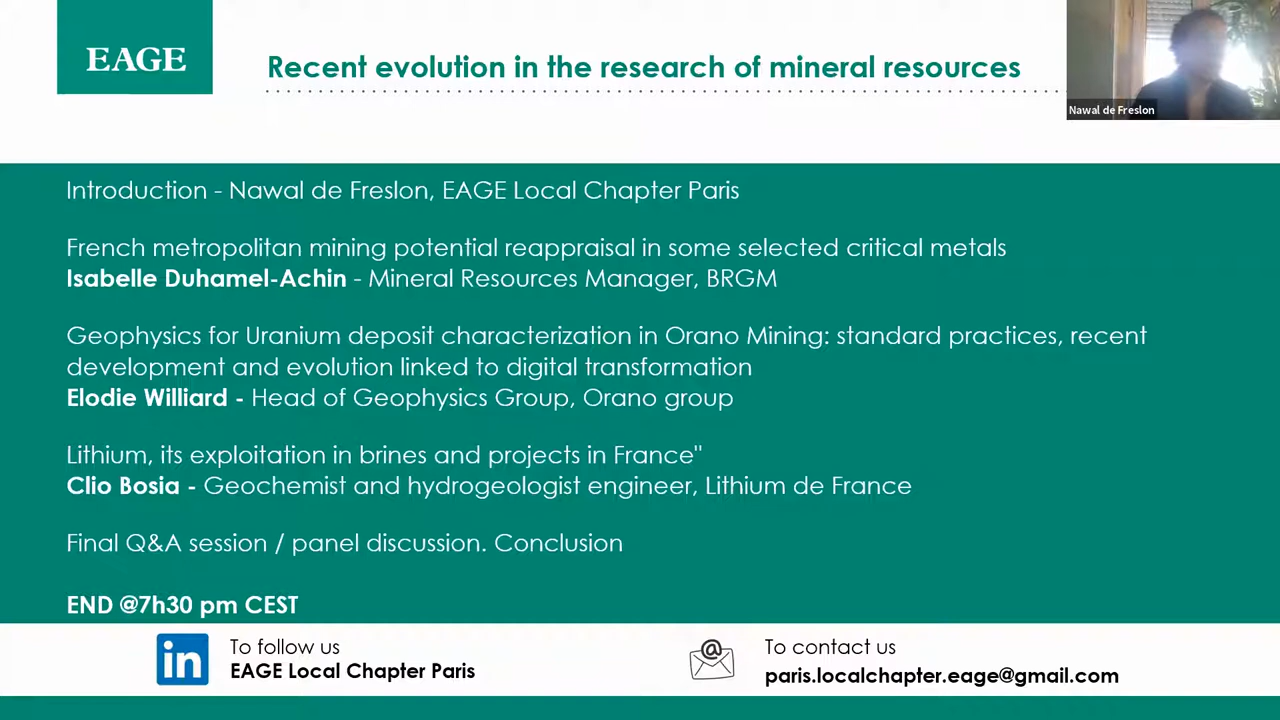 EAGE
Recent evolution in the research of mineral resources
Nawal de Freslon
Introduction - Nawal de Freslon, EAGE Local Chapter Paris
French metropolitan mining potential reappraisal in some selected critical metals
Isabelle Duhamel-Achin - Mineral Resources Manager, BRGM
Geophysics for Uranium deposit characterization in Orano Mining: standard practices, recent
development and evolution linked to digital transformation
Elodie Williard - Head of Geophysics Group, Orano group
Lithium, its exploitation in brines and projects in France"
Clio Bosia - Geochemist and hydrogeologist engineer, Lithium de France
Final Q&A session / panel discussion. Conclusion
END @7h30 pm CEST
in
To follow us
EAGE Local Chapter Paris
@
To contact us
paris.localchapter.eage@gmail.com